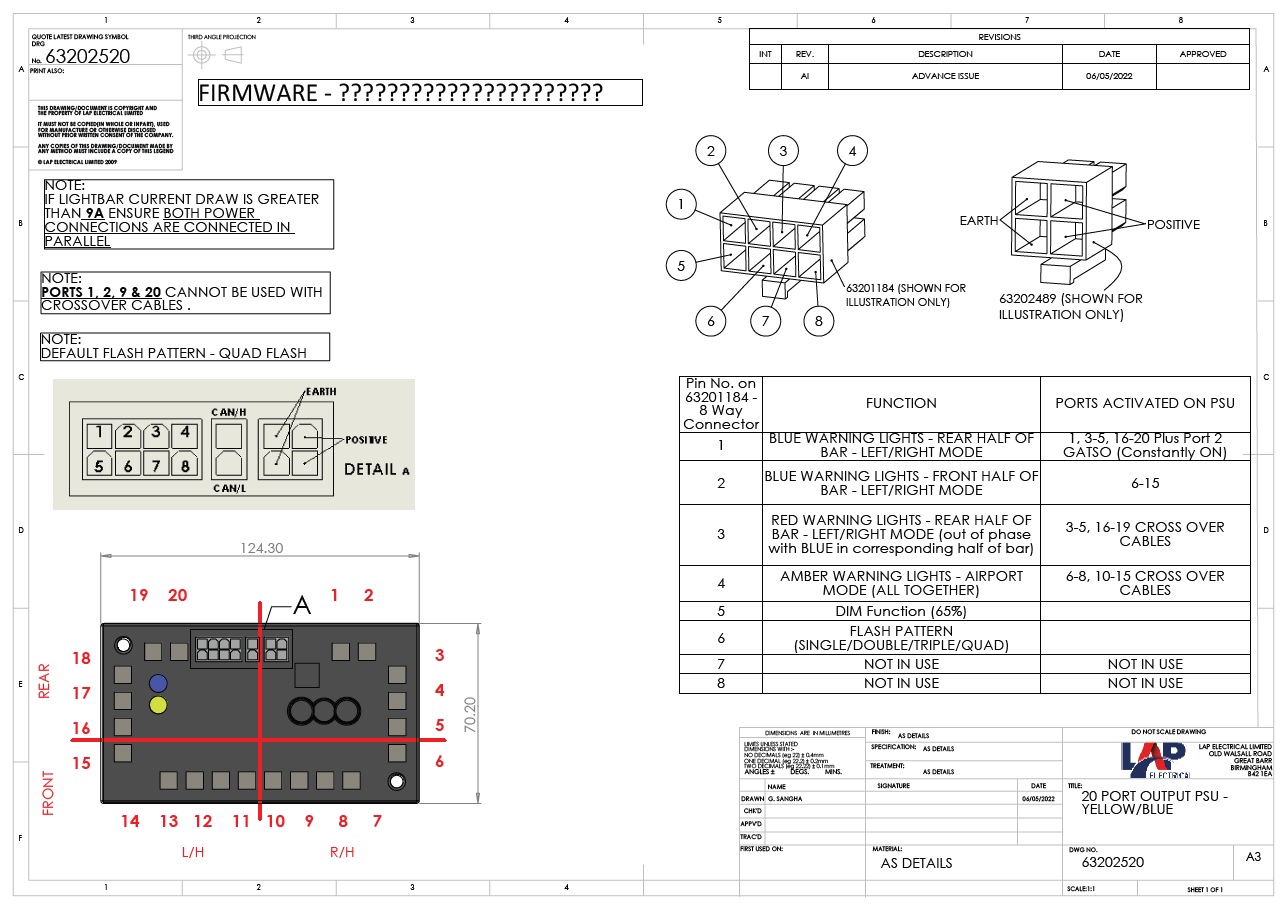 1 2 3 4 5 6 7 8
QUOTE LATEST DRAWING SYMBOL
DRG
No. 63202520
PRINT ALSO:
THIS DRAWING/DOCUMENT IS COPYRIGHT AND
THE PROPERTY OF LAP ELECTRICAL LIMITED
IT MUST NOT BE COPIED(IN WHOLE OR INPART), USED
FOR MANUFACTURE OR OTHERWISE DISCLOSED
WITHOUT PRIOR WRITTEN CONSENT OF THE COMPANY.
ANY COPIES OF THIS DRAWING/DOCUMENT MADE BY
ANY METHOD MUST INCLUDE A COPY OF THIS LEGEND
© LAP ELECTRICAL LIMITED 2009
THIRD ANGLE PROJECTION
FIRMWARE - ??????????????????????
REVISIONS
INT REV. DESCRIPTION DATE APPROVED
AI ADVANCE ISSUE 06/05/2022
A A
B B
C C
D D
E E
F F
NOTE:
IF LIGHTBAR CURRENT DRAW IS GREATER
THAN 9A ENSURE BOTH POWER
CONNECTIONS ARE CONNECTED IN
PARALLEL
NOTE:
PORTS 1, 2, 9 & 20 CANNOT BE USED WITH
CROSSOVER CABLES .
NOTE:
DEFAULT FLASH PATTERN - QUAD FLASH
2 3 4
1
5
6 7 8
63201184 (SHOWN FOR
ILLUSTRATION ONLY)
EARTH
POSITIVE
63202489 (SHOWN FOR
ILLUSTRATION ONLY)
EARTH
CAN/H
1 2 3 4
POSITIVE
5 6 7 8
DETAIL A
CAN/L
Pin No. on
63201184 -
8 Way
Connector
FUNCTION
PORTS ACTIVATED ON PSU
1
BLUE WARNING LIGHTS - REAR HALF OF
BAR - LEFT/RIGHT MODE
1, 3-5, 16-20 Plus Port 2
GATSO (Constantly ON)
2
BLUE WARNING LIGHTS - FRONT HALF OF
BAR - LEFT/RIGHT MODE
6-15
3
RED WARNING LIGHTS - REAR HALF OF
BAR - LEFT/RIGHT MODE (out of phase
with BLUE in corresponding half of bar)
3-5, 16-19 CROSS OVER
CABLES
4
AMBER WARNING LIGHTS - AIRPORT
MODE (ALL TOGETHER)
6-8, 10-15 CROSS OVER
CABLES
5
DIM Function (65%)
6
FLASH PATTERN
(SINGLE/DOUBLE/TRIPLE/QUAD)
7 NOT IN USE NOT IN USE
8 NOT IN USE NOT IN USE
124.30
19 20 A 1 2
18 3
REAR
17 4
16 5
70.20
15 6
FRONT
14 13 12 11 10 9 8 7
L/H R/H
DIMENSIONS ARE IN MILLIMETRES
LIMITS UNLESS STATED
DIMENSIONS WITH :-
NO DECIMALS (eg 22) ± 0.4mm
ONE DECIMAL (eg 22.2) ± 0.2mm
TWO DECIMALS (eg 22.22) ± 0.1mm
ANGLES ± DEGS. MINS.
FINISH: AS DETAILS
SPECIFICATION: AS DETAILS
TREATMENT: AS DETAILS
DO NOT SCALE DRAWING
LAP
ELECTRICAL
LAP ELECTRICAL LIMITED
OLD WALSALL ROAD
GREAT BARR
BIRMINGHAM
B42 1EA
NAME SIGNATURE DATE
DRAWN G. SANGHA 06/05/2022
CHK'D
APPV'D
TRAC'D
TITLE:
20 PORT OUTPUT PSU -
YELLOW/BLUE
FIRST USED ON:
MATERIAL:
AS DETAILS
DWG NO.
63202520
A3
SCALE:1:1 SHEET 1 OF 1
1 2 3 4